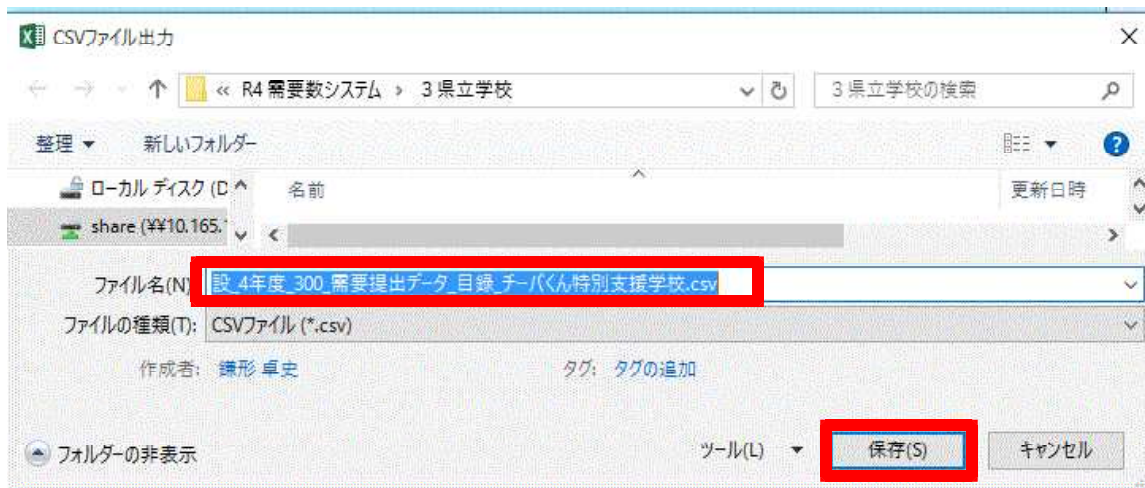 CSVファイル出力
« R4 需要数システム › 3 県立学校
3 県立学校の検索
整理
新しいフォルダー
ローカル ディスク (D
名前
更新日時
share (¥¥10.165.
ファイル名(N)
設_4年度_300_需要提出データ_目録_チーバくん特別支援学校.csv
ファイルの種類(T): CSVファイル (*.csv)
作成者: 鎌形 卓史
タグ: タグの追加
フォルダーの非表示
ツール(L)
保存(S)
キャンセル